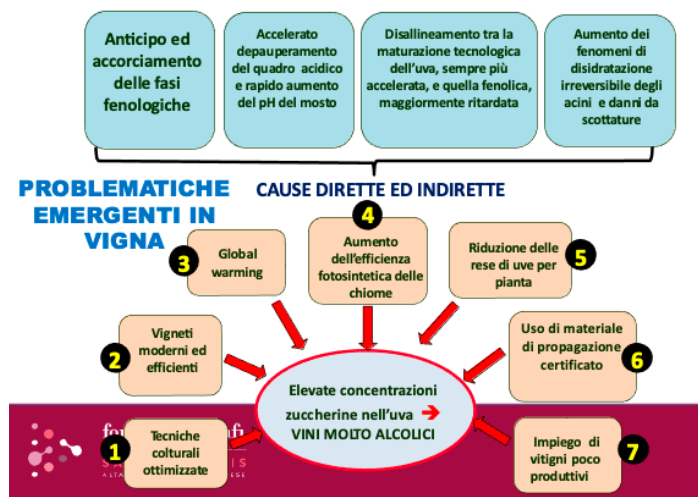 Anticipo ed
accorciamento
delle fasi
fenologiche
Accelerato
depauperamento
del quadro acidico
e rapido aumento
del pH del mosto
Disallineamento tra la
maturazione tecnologica
dell'uva, sempre più
accelerata, e quella fenolica,
maggiormente ritardata
Aumento dei
fenomeni di
disidratazione
irreversibile degli
acini e danni da
scottature
PROBLEMATICHE
EMERGENTI IN
VIGNA
CAUSE DIRETTE ED INDIRETTE
4
Aumento
dell'efficienza
fotosintetica delle
chiome
3
Global
warming
5
Riduzione delle
rese di uve per
pianta
2
Vigneti
moderni ed
efficienti
6
Uso di materiale
di propagazione
certificato
Elevate concentrazioni
zuccherine nell'uva ➔
VINI MOLTO ALCOLICI
1
Tecniche
colturali
ottimizzate
7
Impiego di
vitigni poco
produttivi